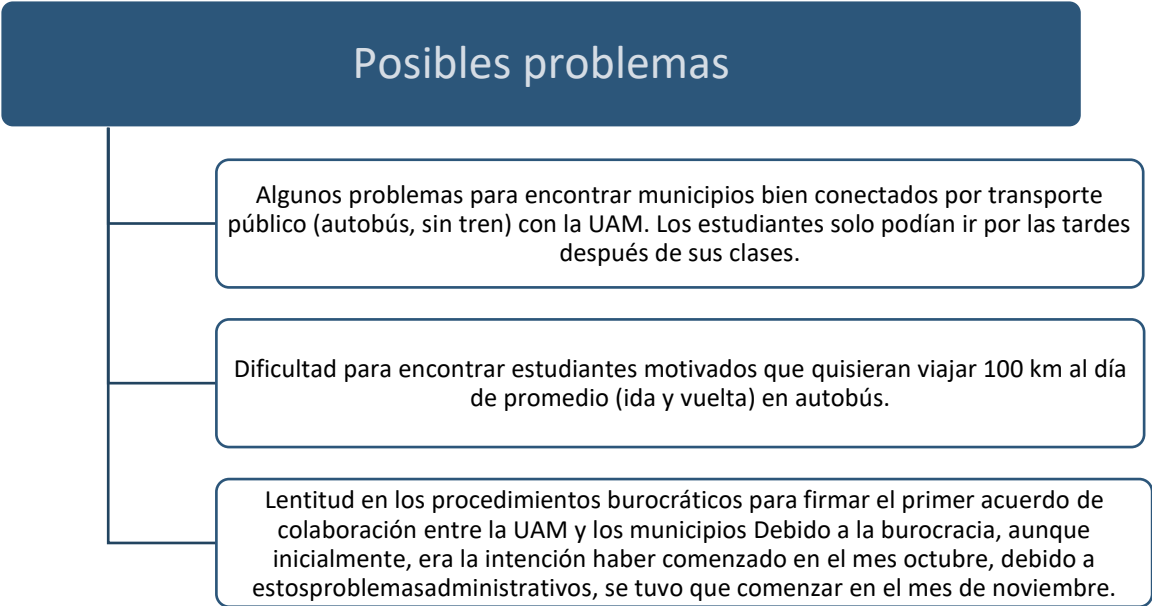 Posibles problemas
Algunos problemas para encontrar municipios bien conectados por transporte
público (autobús, sin tren) con la UAM. Los estudiantes solo podían ir por las tardes
después de sus clases.
Dificultad para encontrar estudiantes motivados que quisieran viajar 100 km al día
de promedio (ida y vuelta) en autobús.
Lentitud en los procedimientos burocráticos para firmar el primer acuerdo de
colaboración entre la UAM y los municipios Debido a la burocracia, aunque
inicialmente, era la intención haber comenzado en el mes octubre, debido a
estosproblemasadministrativos, se tuvo que comenzar en el mes de noviembre.